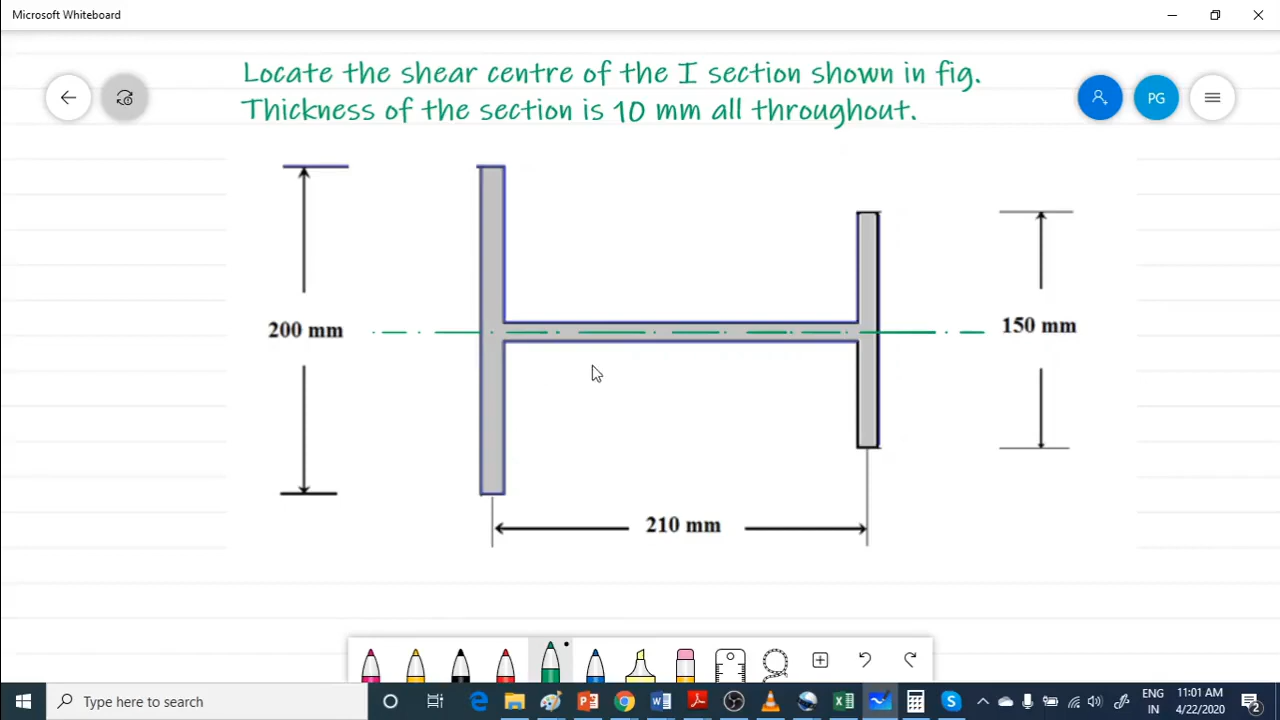 Microsoft Whiteboard
Locate the shear centre of the I section shown in fig.
Thickness of the section is 10 mm all throughout.
PG
200 mm
150 mm
210 mm
Type here to search
ENG
IN
11:01 AM
4/22/2020
2